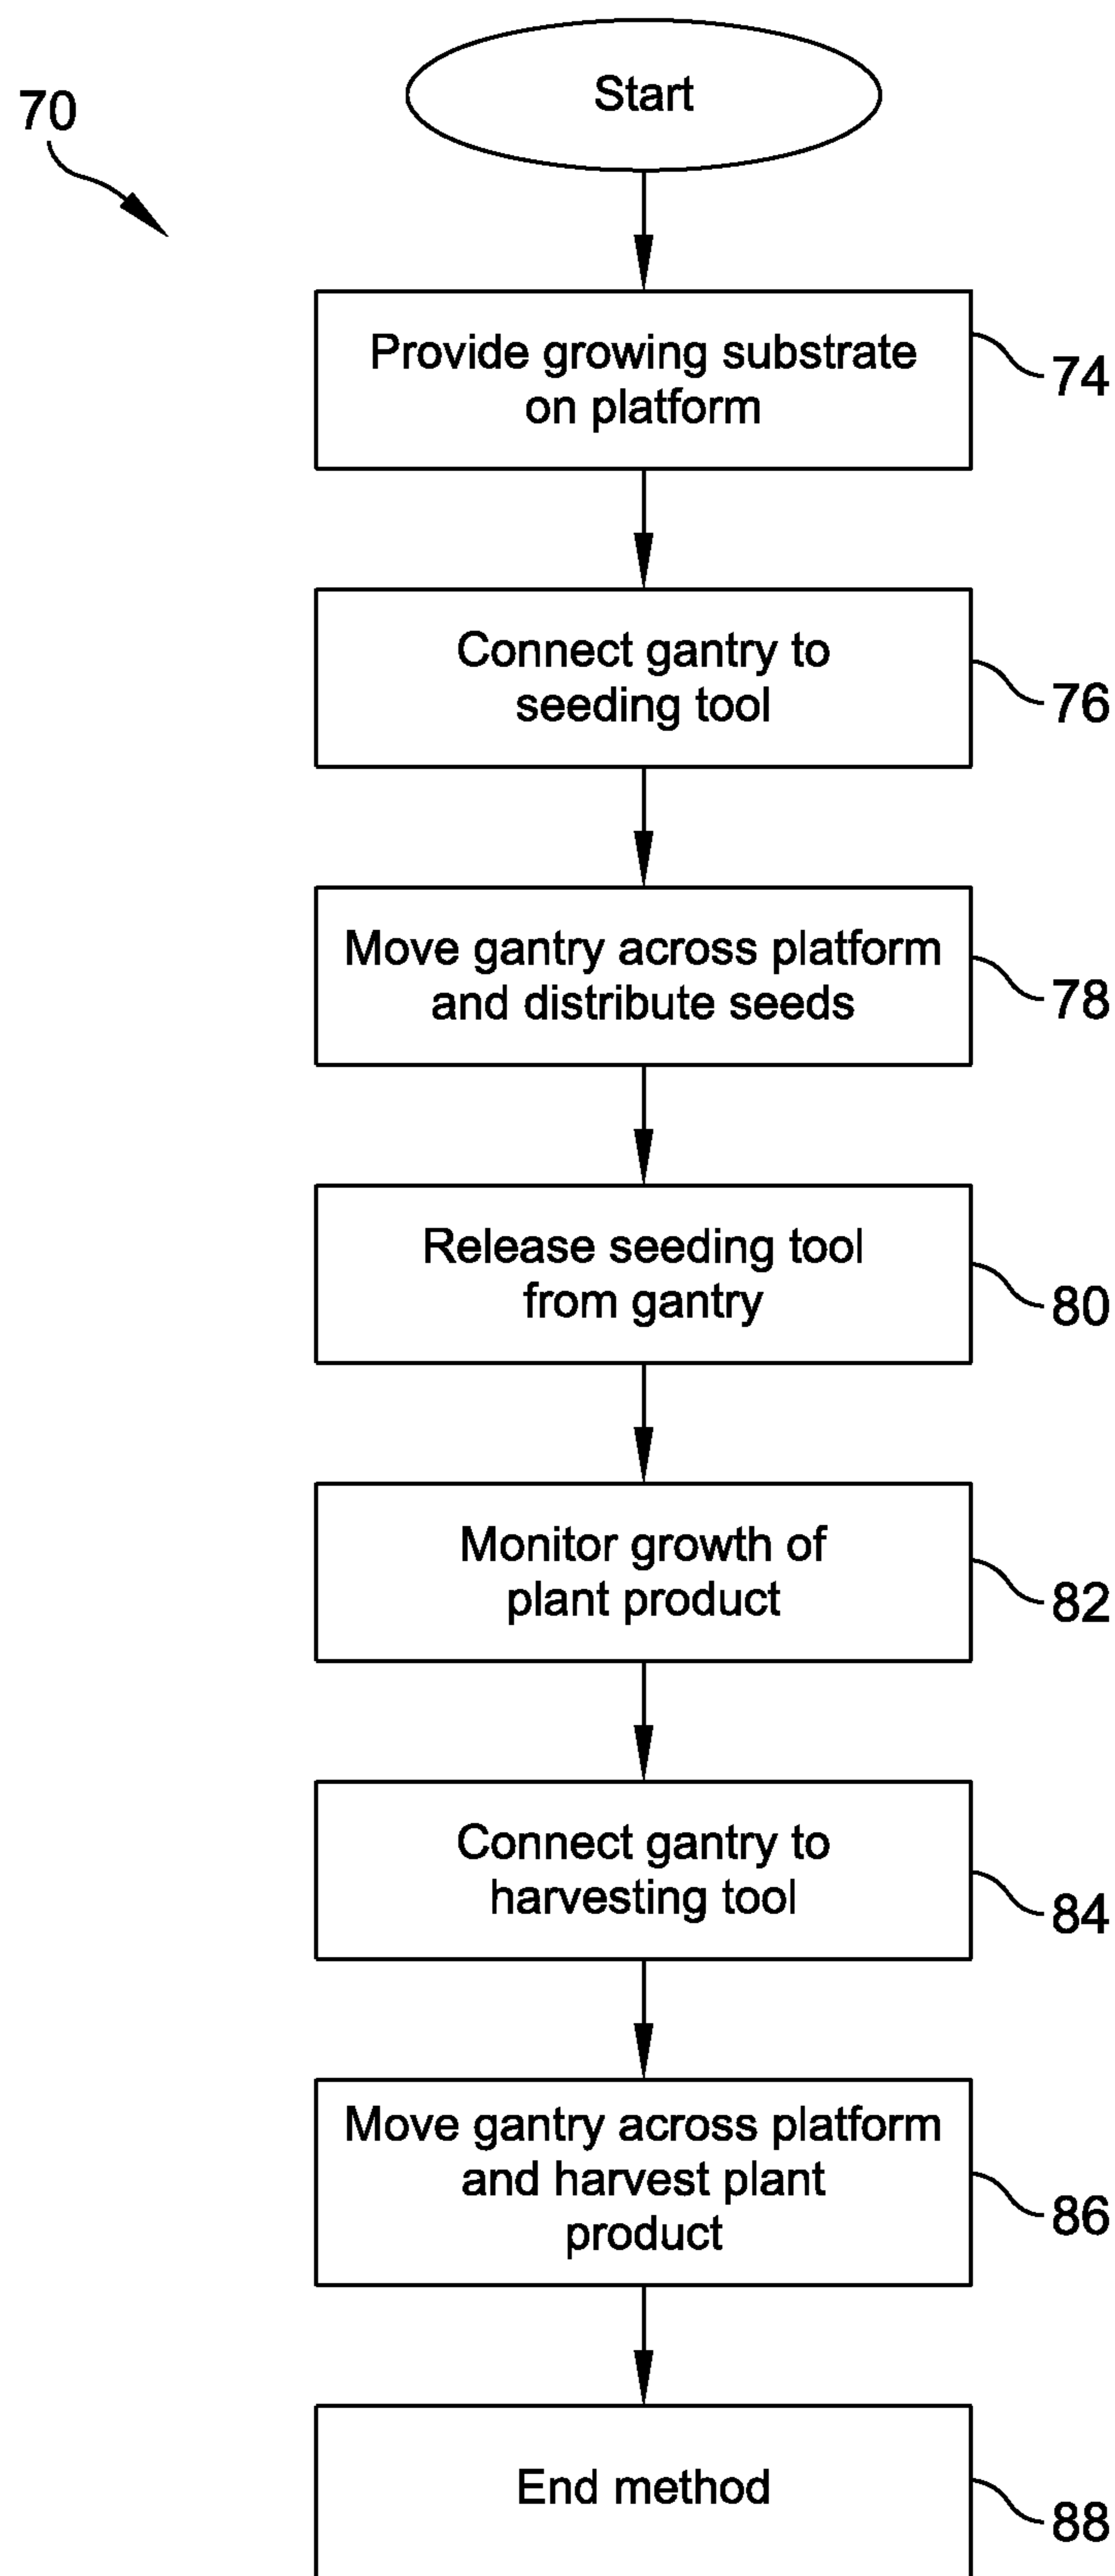 Start
70
Provide growing substrate
on platform
74
Connect gantry to
seeding tool
76
Move gantry across platform
and distribute seeds
78
Release seeding tool
from gantry
80
Monitor growth of
plant product
82
Connect gantry to
harvesting tool
84
Move gantry across platform
and harvest plant
product
86
End method
88